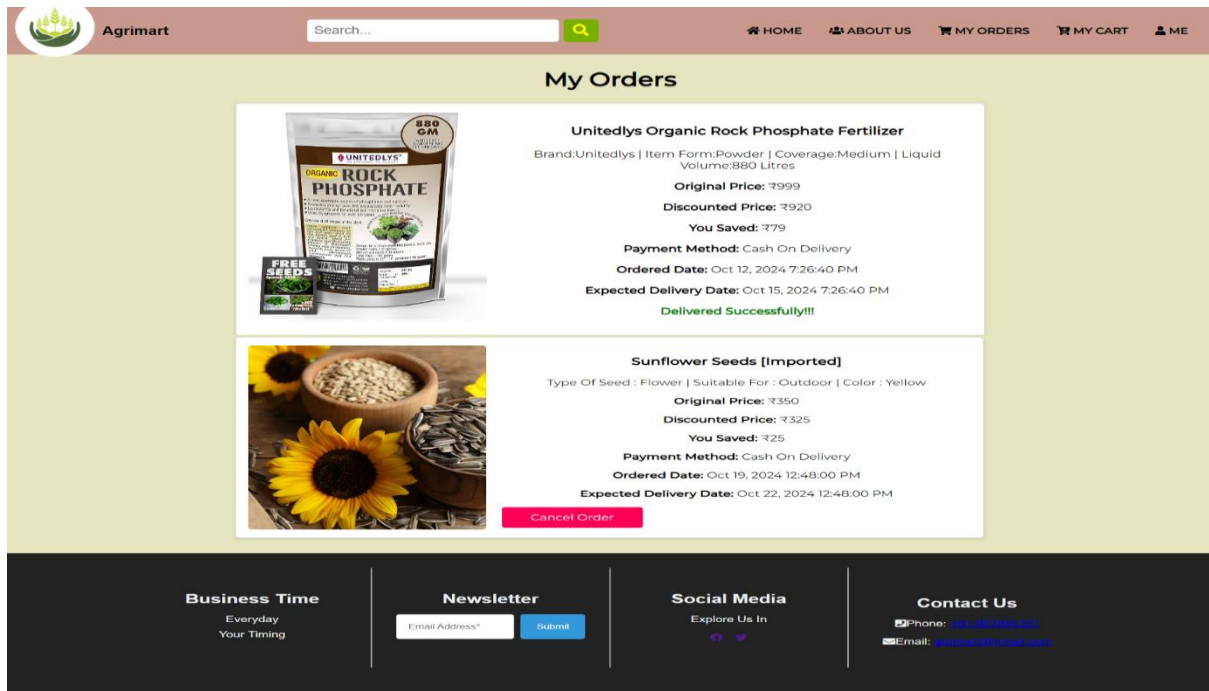 Agrimart
Search...
HOME
ABOUT US
MY ORDERS
MY CART
ME
My Orders
880
GM
UNITEDLYS
ORGANIC ROCK
PHOSPHATE
FREE
SEEDS
Unitedlys Organic Rock Phosphate Fertilizer
Brand:Unitedlys | Item Form:Powder | Coverage:Medium | Liquid
Volume:880 Litres
Original Price: ₹999
Discounted Price: ₹920
You Saved: ₹79
Payment Method: Cash On Delivery
Ordered Date: Oct 12, 2024 7:26:40 PM
Expected Delivery Date: Oct 15, 2024 7:26:40 PM
Delivered Successfully!!!
Sunflower Seeds [Imported]
Type Of Seed : Flower | Suitable For : Outdoor | Color : Yellow
Original Price: ₹350
Discounted Price: ₹325
You Saved: ₹25
Payment Method: Cash On Delivery
Ordered Date: Oct 19, 2024 12:48:00 PM
Expected Delivery Date: Oct 22, 2024 12:48:00 PM
Cancel Order
Business Time
Everyday
Your Timing
Newsletter
Email Address*
Submit
Social Media
Explore Us In
Contact Us
Phone:
Email: